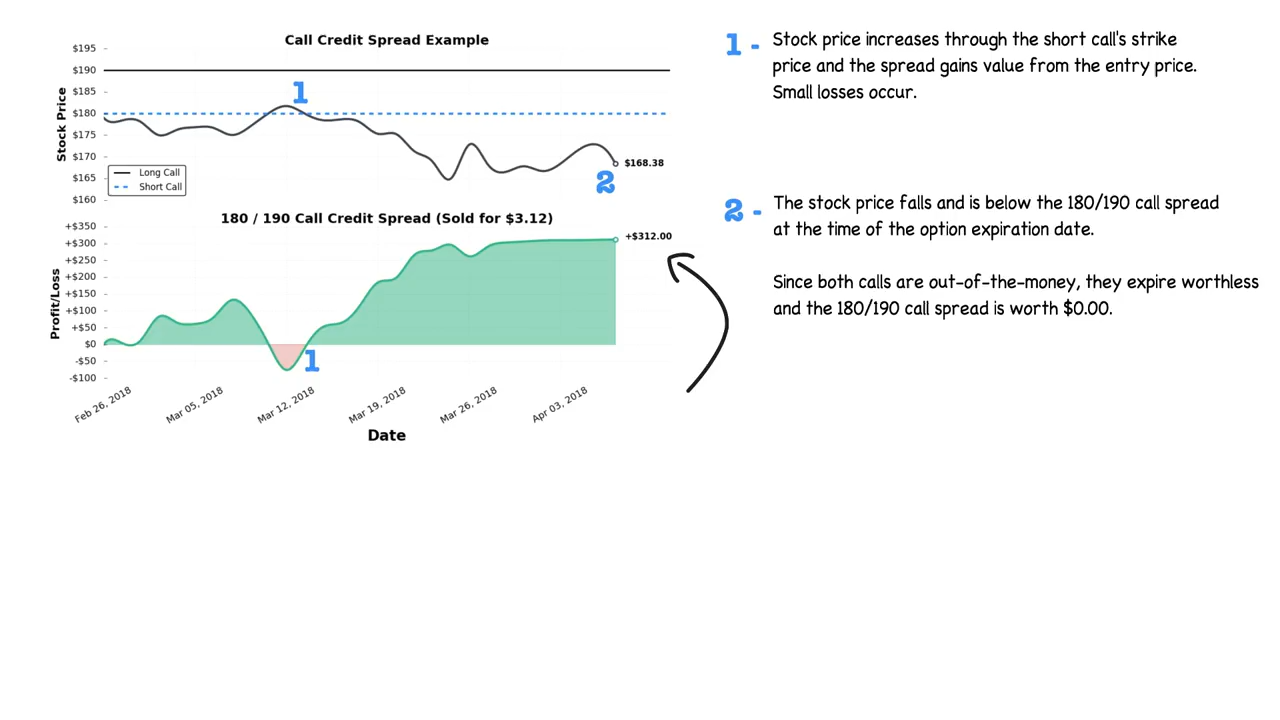 Call Credit Spread Example
Stock Price
$195
$190
$185
$180
$175
$170
$165
$160
1
$168.38
2
Long Call
Short Call
180 / 190 Call Credit Spread (Sold for $3.12)
Profit/Loss
+$350
+$300
+$250
+$200
+$150
+$100
+$50
$0
-$50
-$100
+$312.00
1
Feb 26, 2018
Mar 05, 2018
Mar 12, 2018
Mar 19, 2018
Mar 26, 2018
Apr 03, 2018
Date
1 - Stock price increases through the short call's strike
price and the spread gains value from the entry price.
Small losses occur.
2 - The stock price falls and is below the 180/190 call spread
at the time of the option expiration date.
Since both calls are out-of-the-money, they expire worthless
and the 180/190 call spread is worth $0.00.